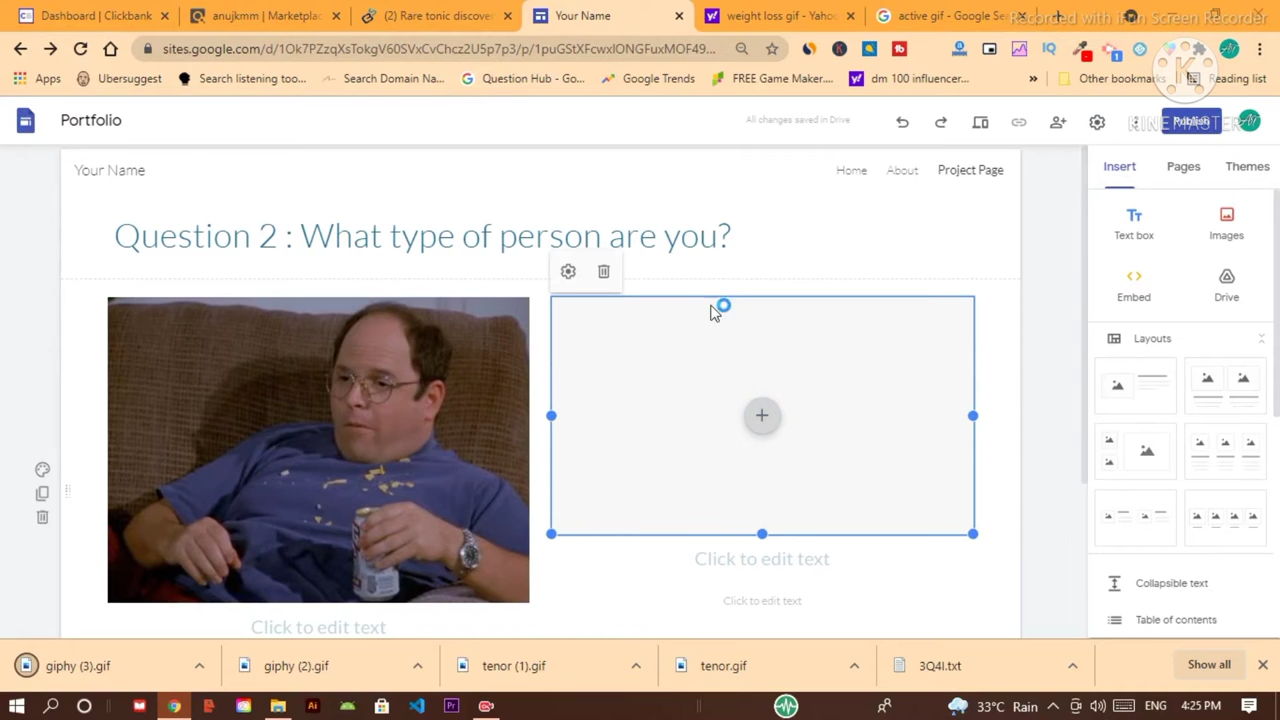 Dashboard | Clickbank
anujkmm | Marketplac
(2) Rare tonic discover
Your Name
weight loss gif - Yahoo
active gif - Google Sea
Recorded with iFun Screen Recorder
sites.google.com/d/1Ok7PZzqXsTokgV60SVxCvChcz2U5p7p3/p/1puGStXFcwxlONGFuxMOF49...
Apps
Ubersuggest
Search listening too...
Search Domain Na...
Question Hub - Go...
Google Trends
FREE Game Maker....
dm 100 influencer...
»
Other bookmarks
Reading list
Portfolio
All changes saved in Drive
Publish
KINEMASTER
Your Name
Home
About
Project Page
Insert
Pages
Themes
Question 2 : What type of person are you?
Text box
Images
Embed
Drive
Layouts
Click to edit text
Click to edit text
Click to edit text
Collapsible text
Table of contents
giphy (3).gif
giphy (2).gif
tenor (1).gif
tenor.gif
3Q4I.txt
Show all
33°C Rain
ENG
4:25 PM